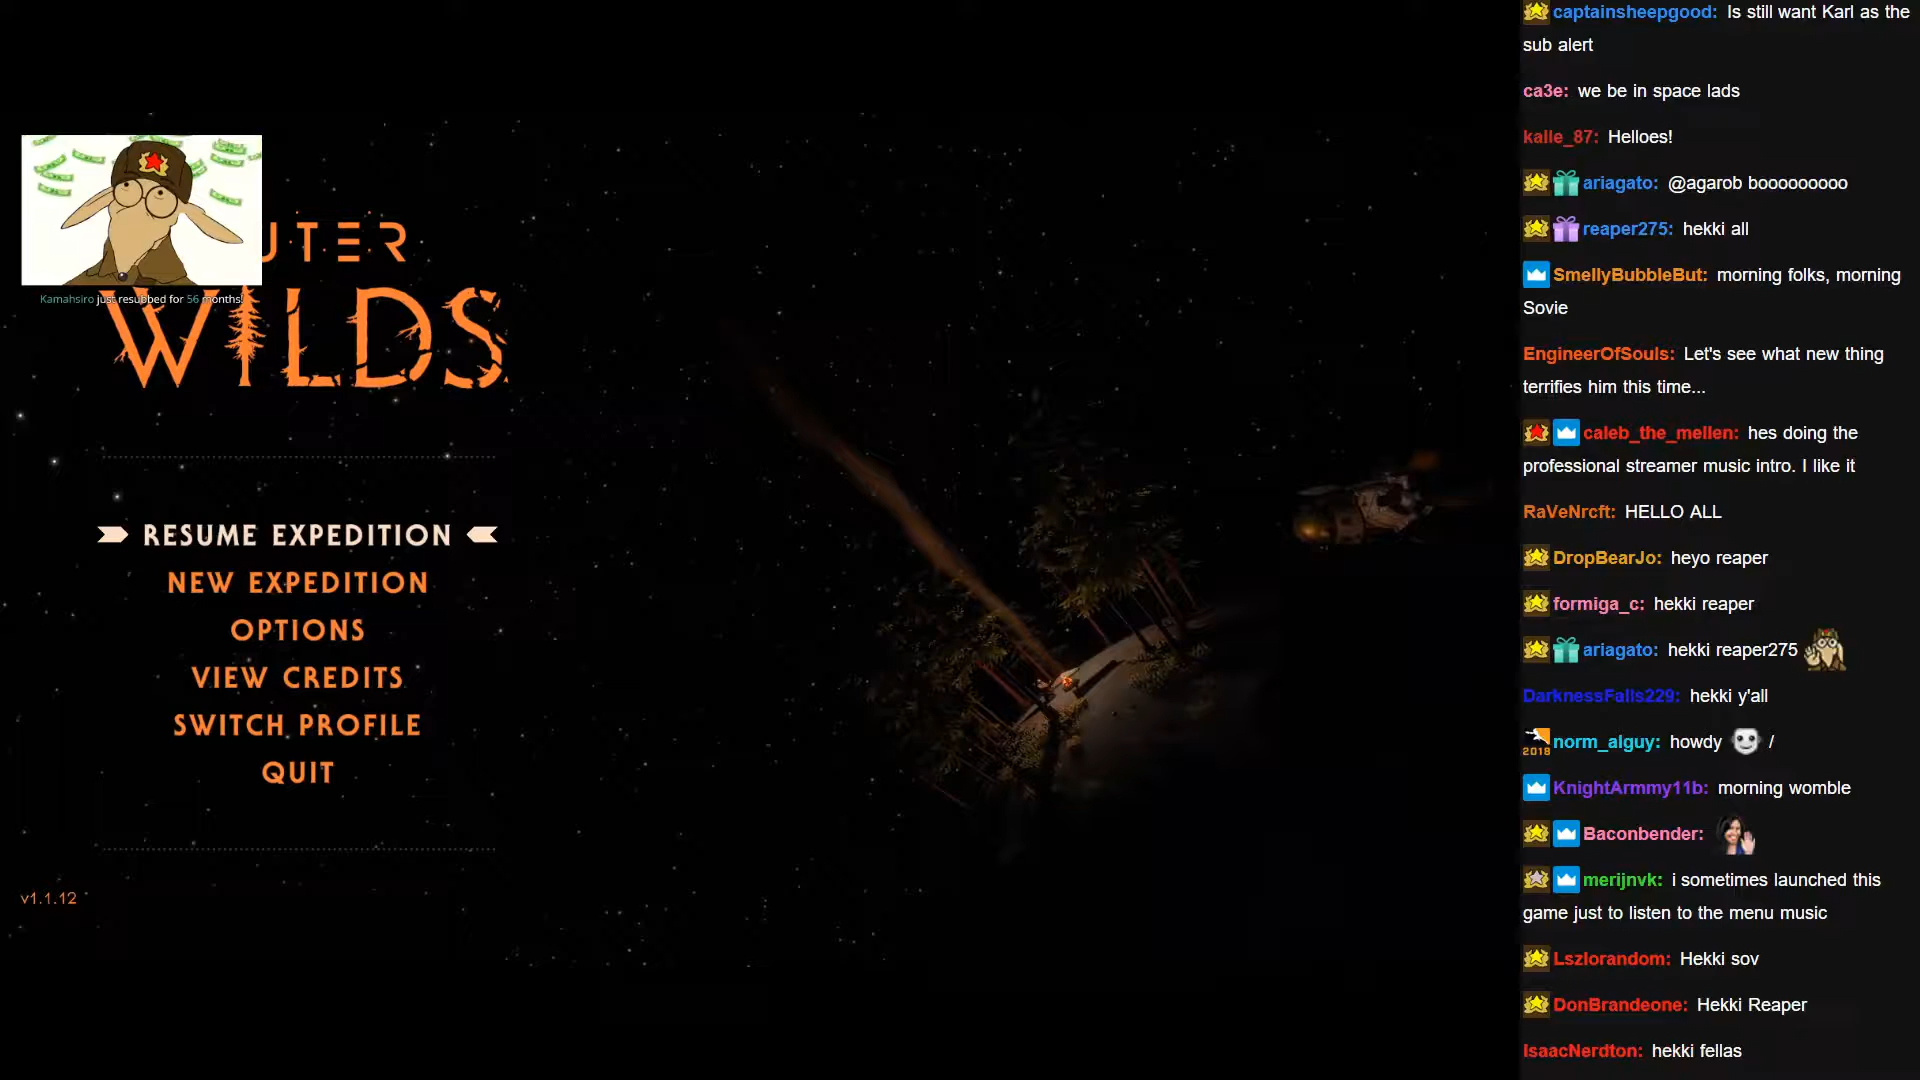 UTER
WILDS
Kamahsiro just resubbed for 56 months!
RESUME EXPEDITION
NEW EXPEDITION
OPTIONS
VIEW CREDITS
SWITCH PROFILE
QUIT
v1.1.12
captainsheepgood: Is still want Karl as the
sub alert
ca3e: we be in space lads
kalle_87: Helloes!
ariagato: @agarob booooooooo
reaper275: hekki all
SmellyBubbleBut: morning folks, morning
Sovie
EngineerOfSouls: Let's see what new thing
terrifies him this time...
caleb_the_mellen: hes doing the
professional streamer music intro. I like it
RaVeNrcft: HELLO ALL
DropBearJo: heyo reaper
formiga_c: hekki reaper
ariagato: hekki reaper275
DarknessFalls229: hekki y'all
2018 norm_alguy: howdy /
KnightArmmy11b: morning womble
Baconbender:
merijnvk: i sometimes launched this
game just to listen to the menu music
Lszlorandom: Hekki sov
DonBrandeone: Hekki Reaper
IsaacNerdton: hekki fellas